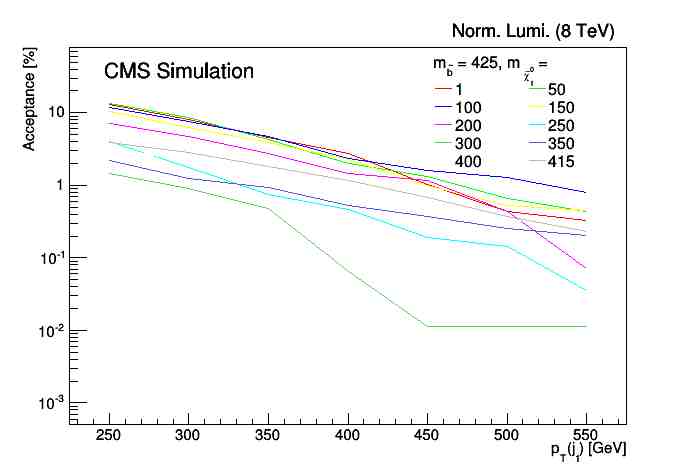 Norm. Lumi. (8 TeV)
CMS Simulation
m_b̃ = 425, m_χ̃⁰₁ =
1 50
100 150
200 250
300 350
400 415
Acceptance [%]
10
1
10⁻¹
10⁻²
10⁻³
250 300 350 400 450 500 550
p_T(j₁) [GeV]